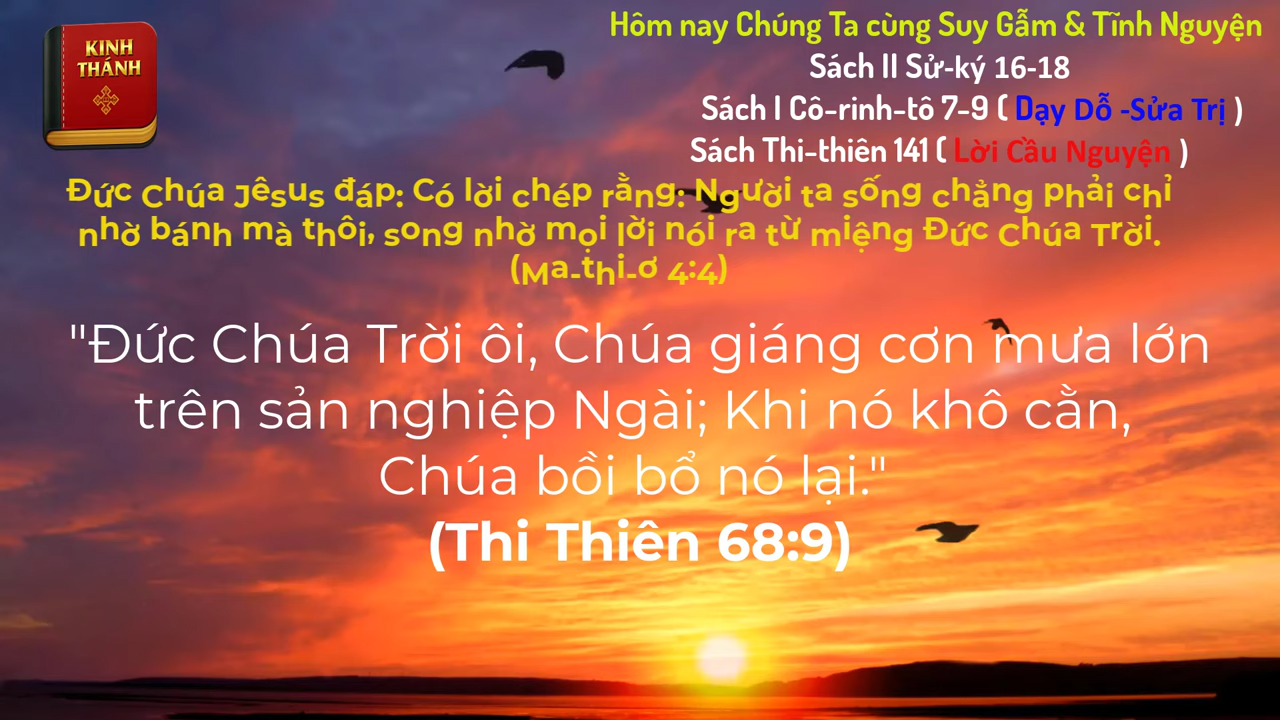 KINH
THÁNH
Hôm nay Chúng Ta cùng Suy Gẫm & Tĩnh Nguyện
Sách II Sử-ký 16-18
Sách I Cô-rinh-tô 7-9 ( Dạy Dỗ -Sửa Trị )
Sách Thi-thiên 141 ( Lời Cầu Nguyện )
Đức Chúa Jêsus đáp: Có lời chép rằng: Người ta sống chẳng phải chỉ
nhờ bánh mà thôi, song nhờ mọi lời nói ra từ miệng Đức Chúa Trời.
(Ma-thi-ơ 4:4)
"Đức Chúa Trời ôi, Chúa giáng cơn mưa lớn
trên sản nghiệp Ngài; Khi nó khô cằn,
Chúa bồi bổ nó lại."
(Thi Thiên 68:9)